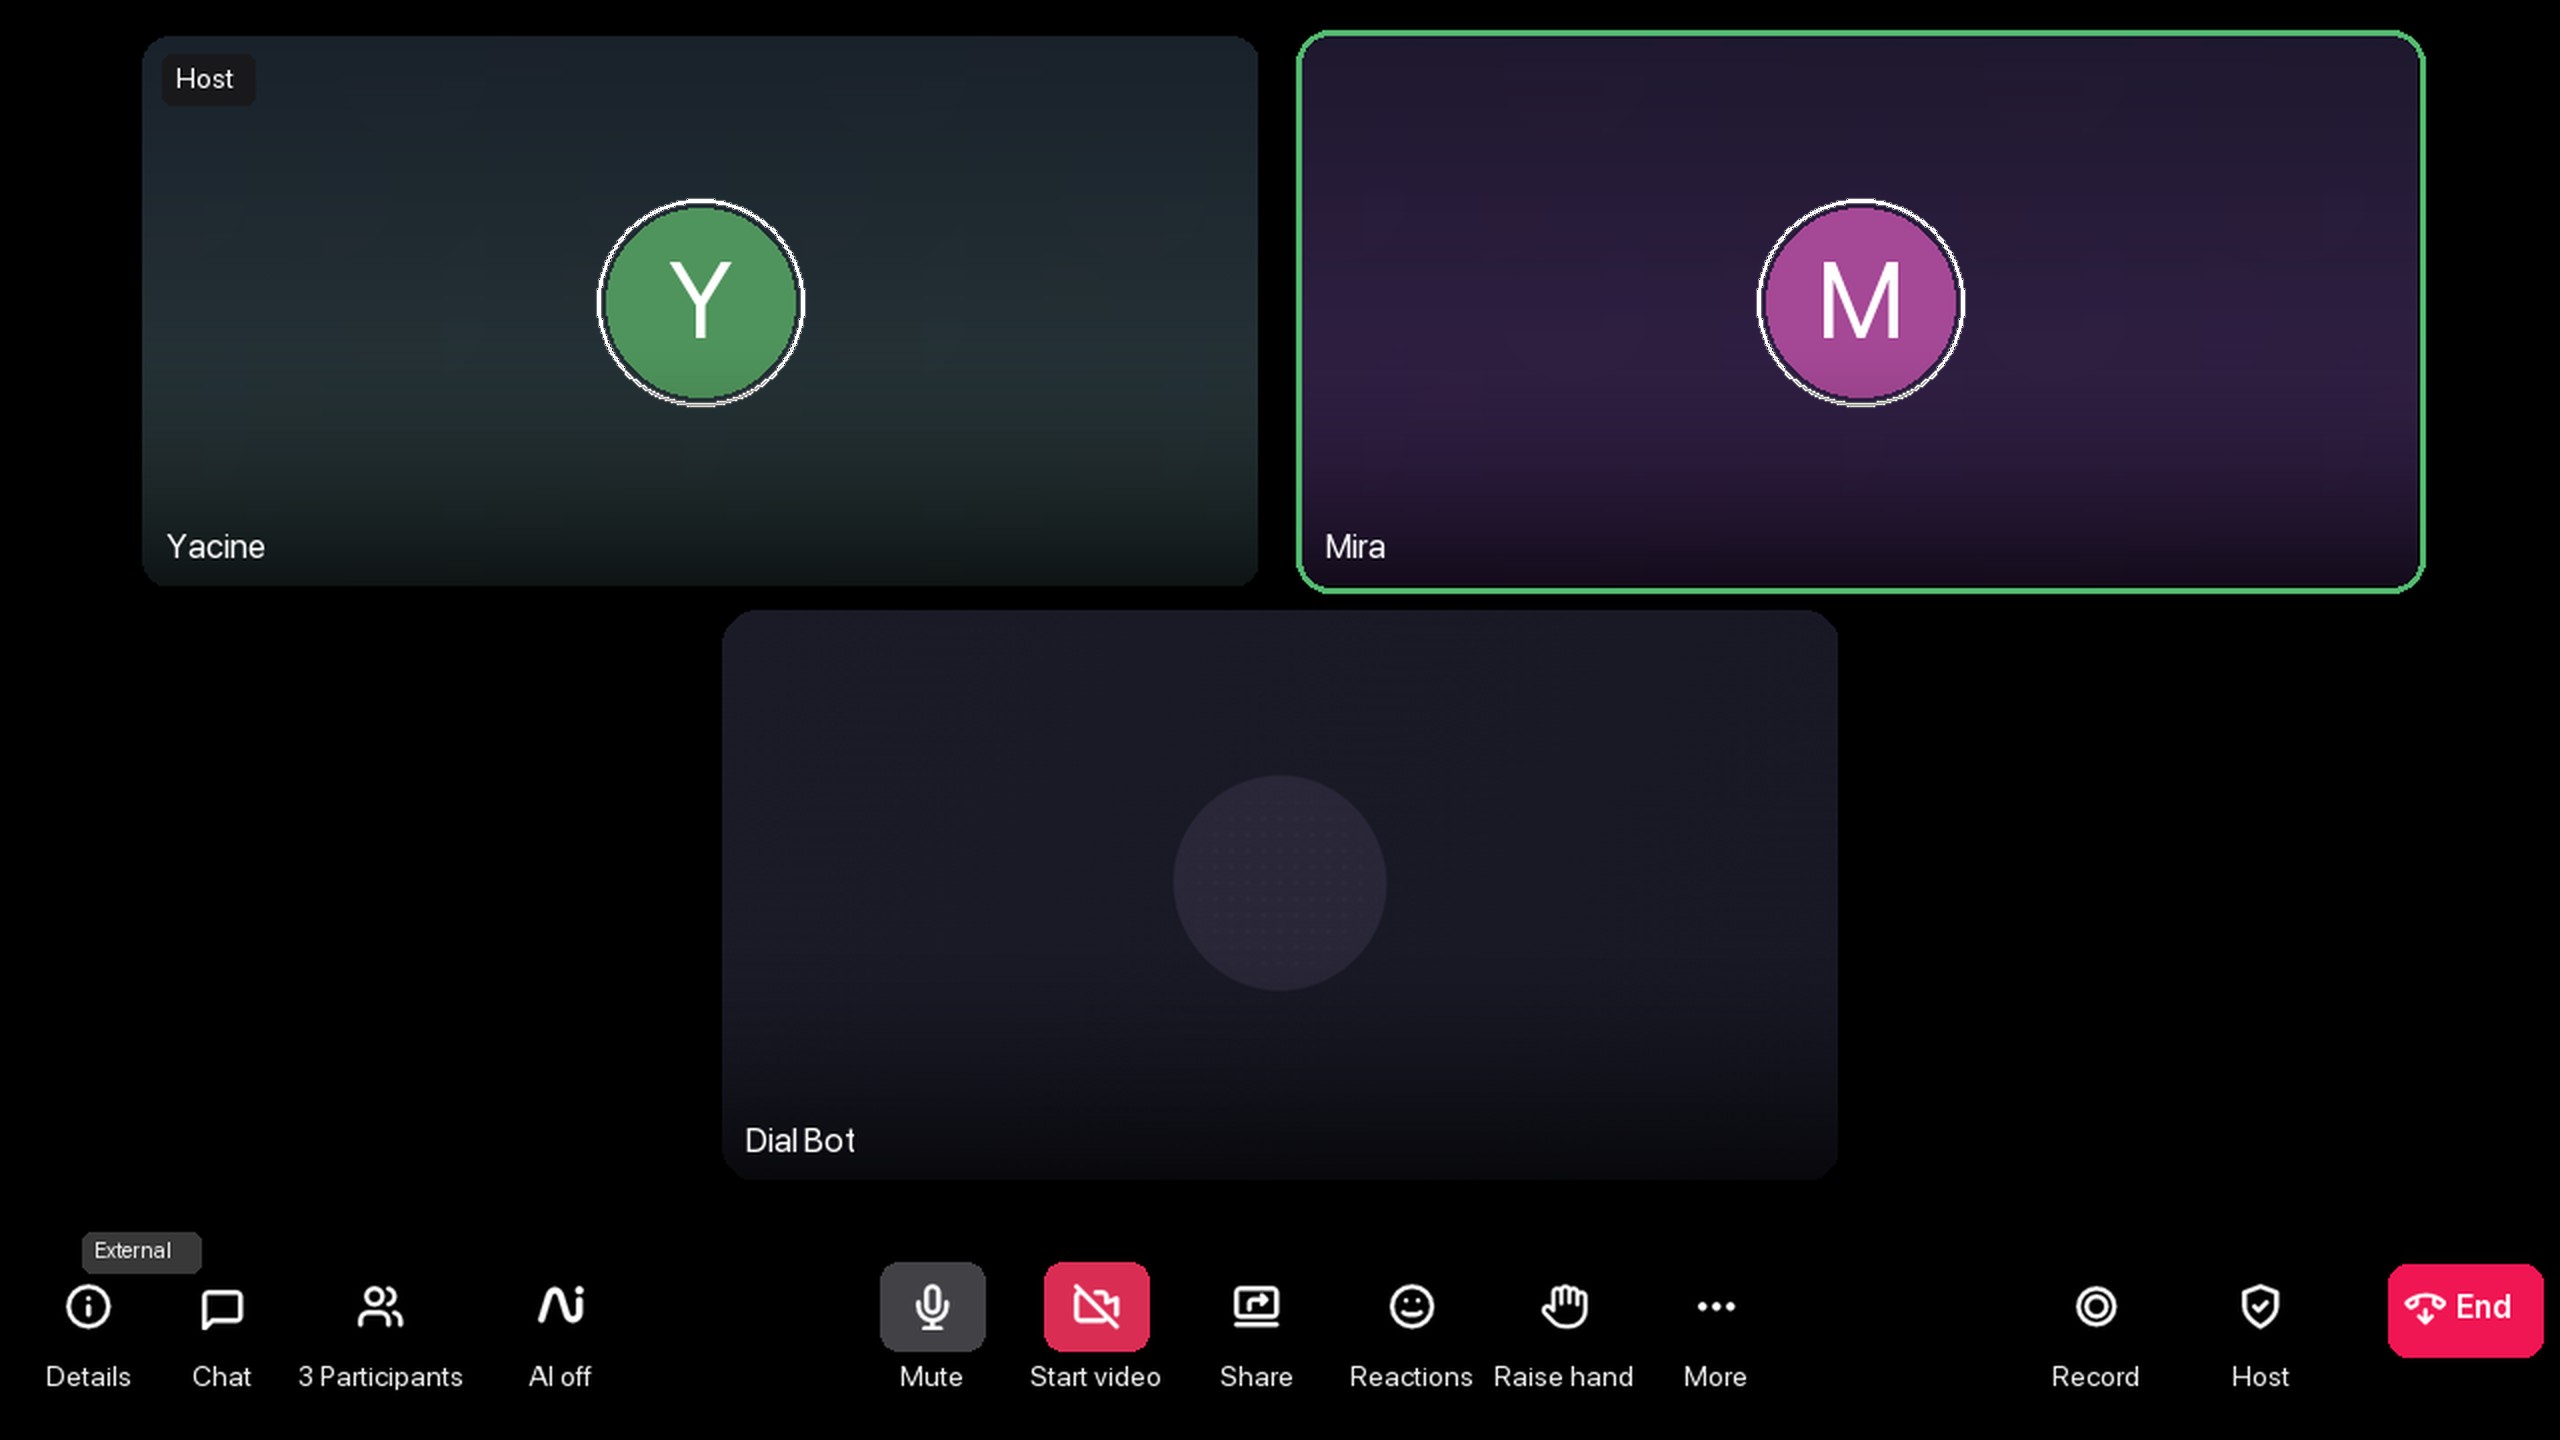 Host
Y
M
Yacine
Mira
Dial Bot
External
Details
Chat
3 Participants
AI off
Mute
Start video
Share
Reactions
Raise hand
More
Record
Host
End